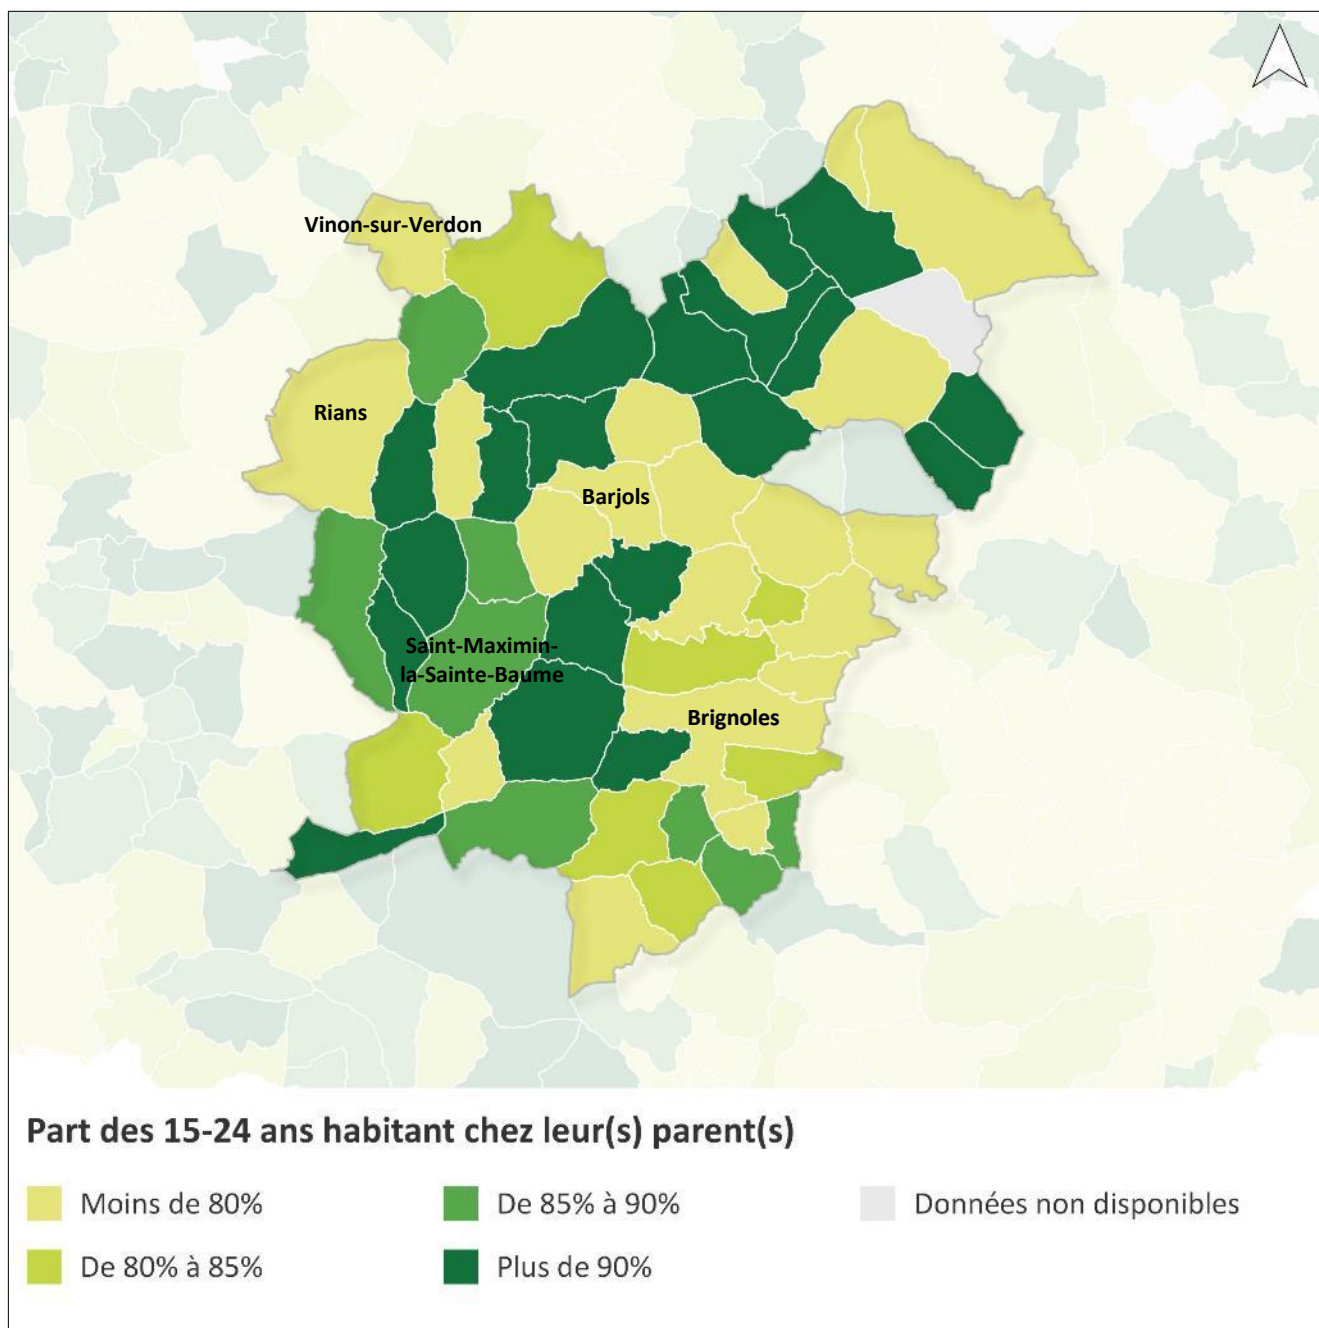 Vinon-sur-Verdon
Rians
Barjols
Saint-Maximin-
la-Sainte-Baume
Brignoles
Part des 15-24 ans habitant chez leur(s) parent(s)
Moins de 80%
De 85% à 90%
Données non disponibles
De 80% à 85%
Plus de 90%